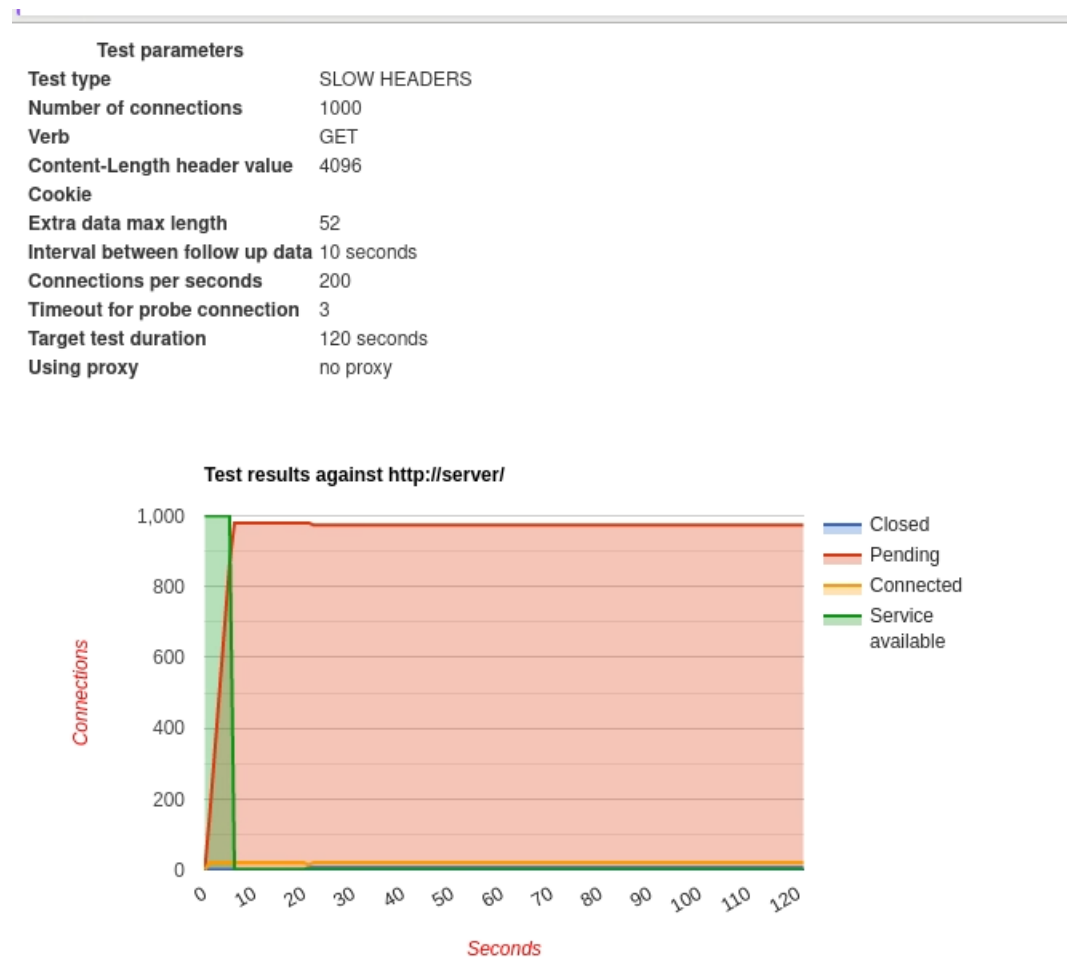 Test parameters
Test type SLOW HEADERS
Number of connections 1000
Verb GET
Content-Length header value 4096
Cookie
Extra data max length 52
Interval between follow up data 10 seconds
Connections per seconds 200
Timeout for probe connection 3
Target test duration 120 seconds
Using proxy no proxy
Test results against http://server/
1,000
800
600
400
200
0
Connections
0 10 20 30 40 50 60 70 80 90 100 110 120
Seconds
Closed
Pending
Connected
Service
available